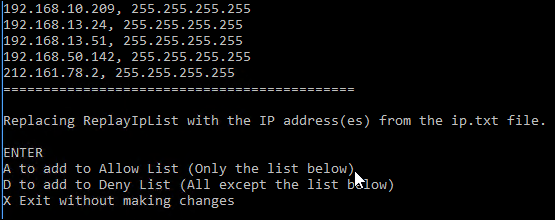 192.168.10.209, 255.255.255.255
192.168.13.24, 255.255.255.255
192.168.13.51, 255.255.255.255
192.168.50.142, 255.255.255.255
212.161.78.2, 255.255.255.255
============================================
Replacing ReplayIpList with the IP address(es) from the ip.txt file.
ENTER
A to add to Allow List (Only the list below)
D to add to Deny List (All except the list below)
X Exit without making changes